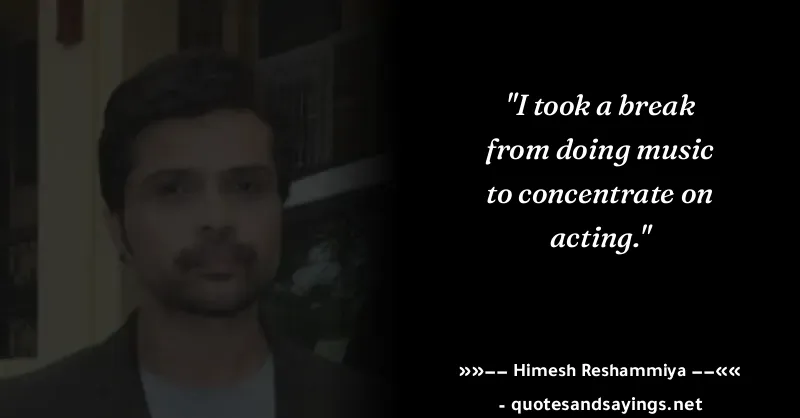 "I took a break
from doing music
to concentrate on
acting."
»»−− Himesh Reshammiya −−««
- quotesandsayings.net